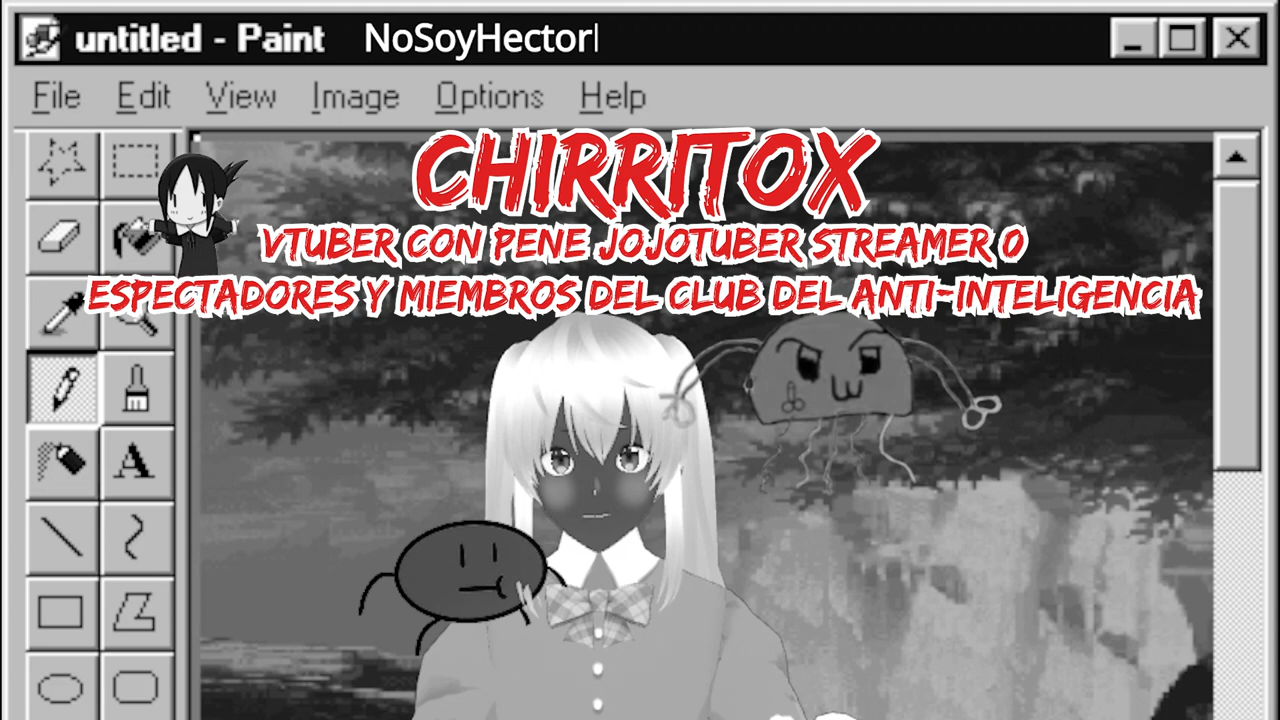 untitled - Paint NoSoyHector
File Edit View Image Options Help
CHIRRITOX
VTUBER CON PENE JOJOTUBER STREAMER O
ESPECTADORES Y MIEMBROS DEL CLUB DEL ANTI-INTELIGENCIA
A